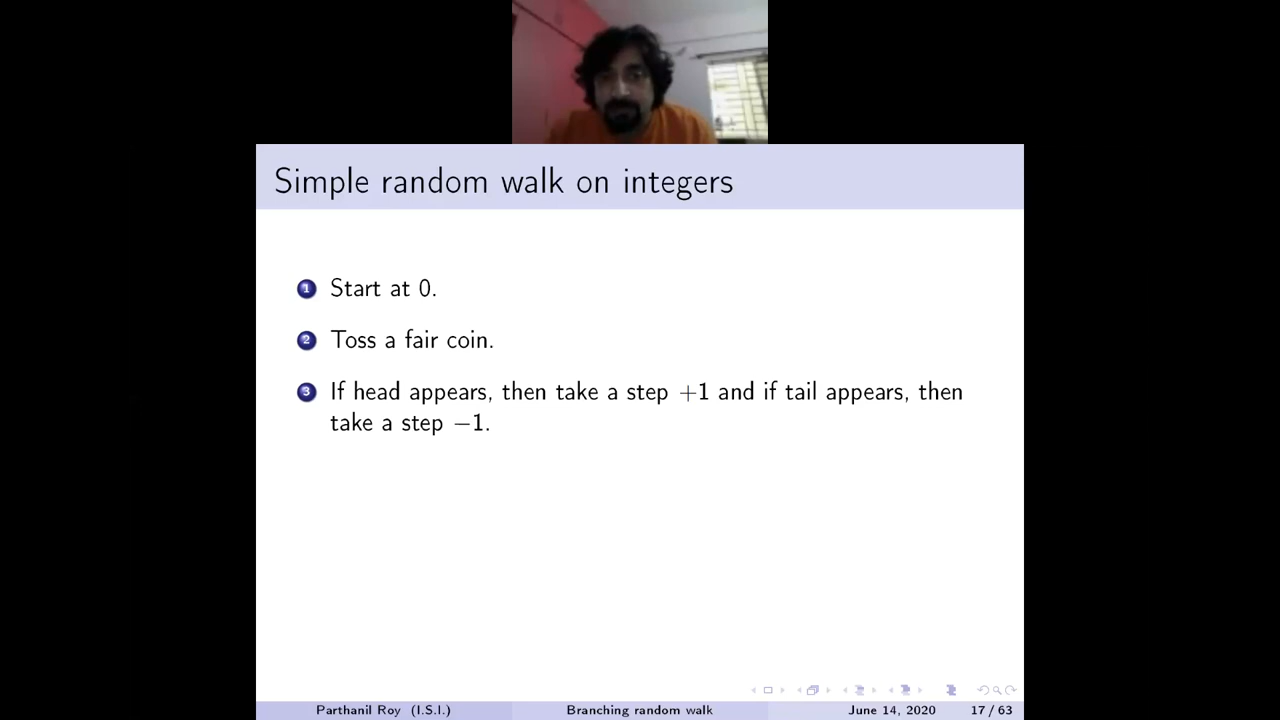 Simple random walk on integers
1 Start at 0.
2 Toss a fair coin.
3 If head appears, then take a step +1 and if tail appears, then
take a step −1.
Parthanil Roy (I.S.I.) Branching random walk June 14, 2020 17 / 63